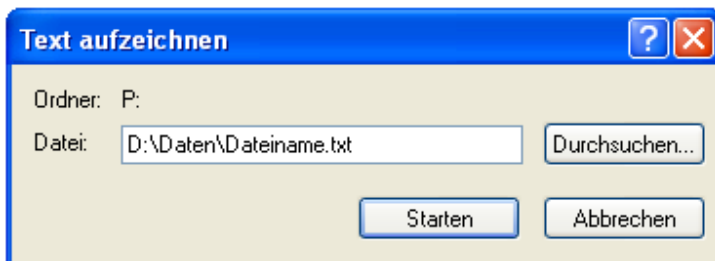 Text aufzeichnen
Ordner: P:
Datei: D:\Daten\Dateiname.txt Durchsuchen...
Starten Abbrechen